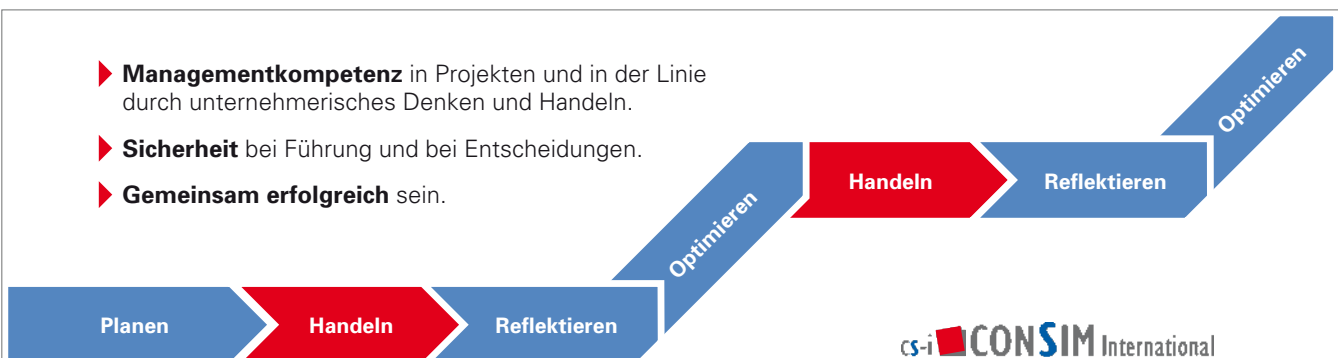 Managementkompetenz in Projekten und in der Linie
durch unternehmerisches Denken und Handeln.
Sicherheit bei Führung und bei Entscheidungen.
Gemeinsam erfolgreich sein.
Planen
Handeln
Reflektieren
Optimieren
Handeln
Reflektieren
Optimieren
cs-i CONSIM International